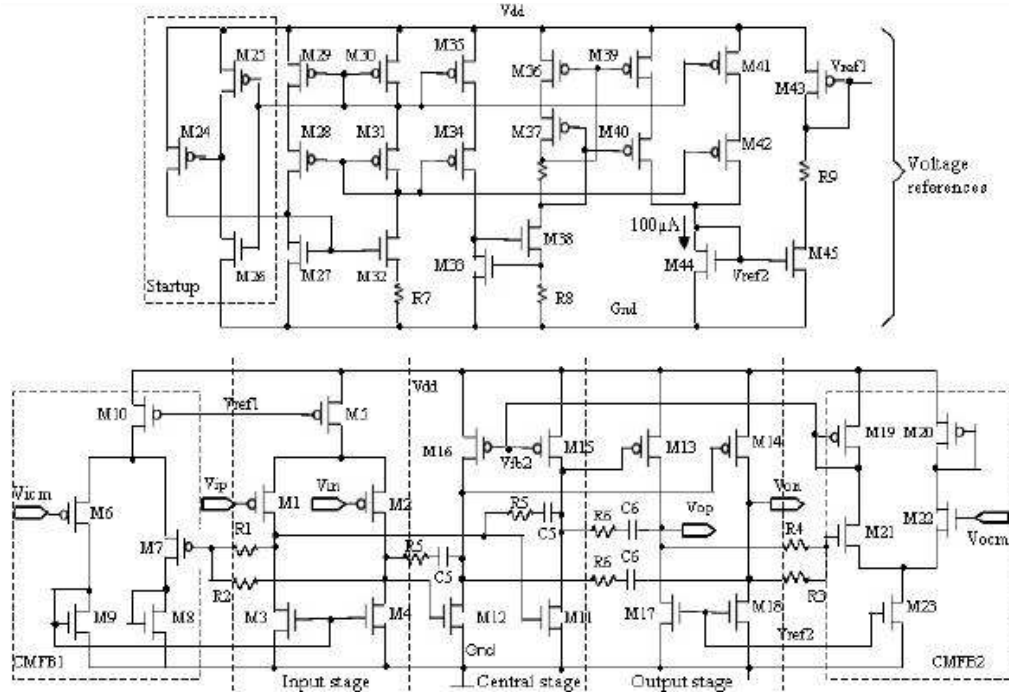 Vdd
M25
M29
M30
M35
M36
M39
M41
M43
Vref1
M24
M28
M31
M34
M37
M40
M42
R9
Voltage
references
100µA
M26
M27
M32
M33
M38
M44
Vref2
M45
Startup
R7
R8
Gnd
Vdd
M10
Vref1
M5
M16
Vfb2
M15
M13
M14
M19
M20
Vicm
M6
Vip
M1
Vin
M2
R5
C5
R6
C6
Vop
Von
M21
M22
Vocm
M7
R1
R2
R5
C5
R6
C6
R4
R3
M9
M8
M3
M4
M12
M11
M17
M18
M23
Vref2
Gnd
CMFB1
Input stage
Central stage
Output stage
CMFB2